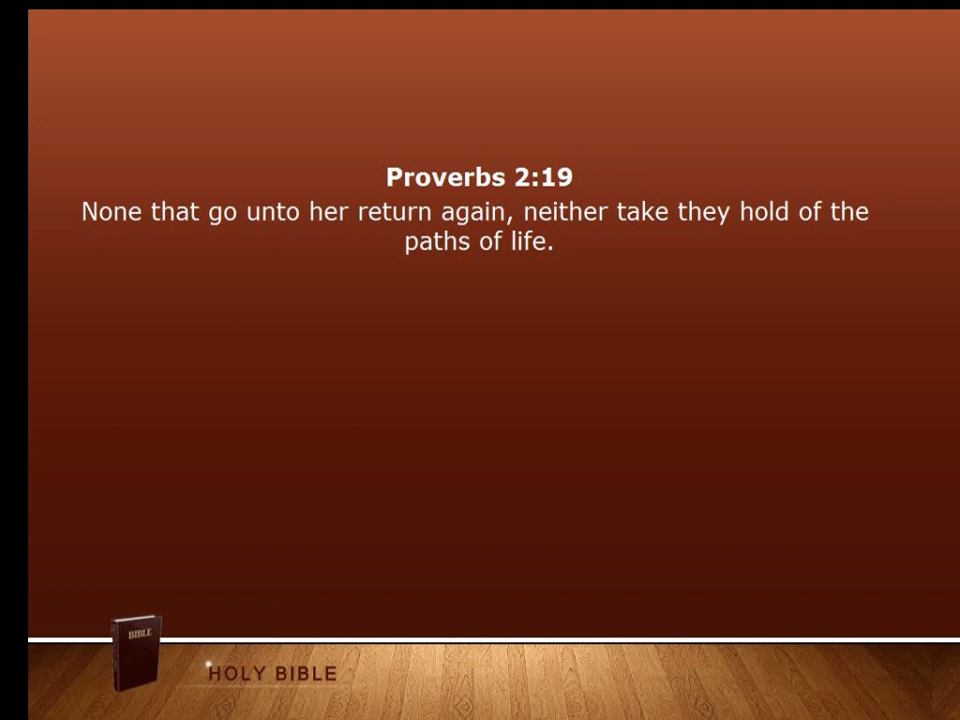 Proverbs 2:19
None that go unto her return again, neither take they hold of the
paths of life.
BIBLE
HOLY BIBLE